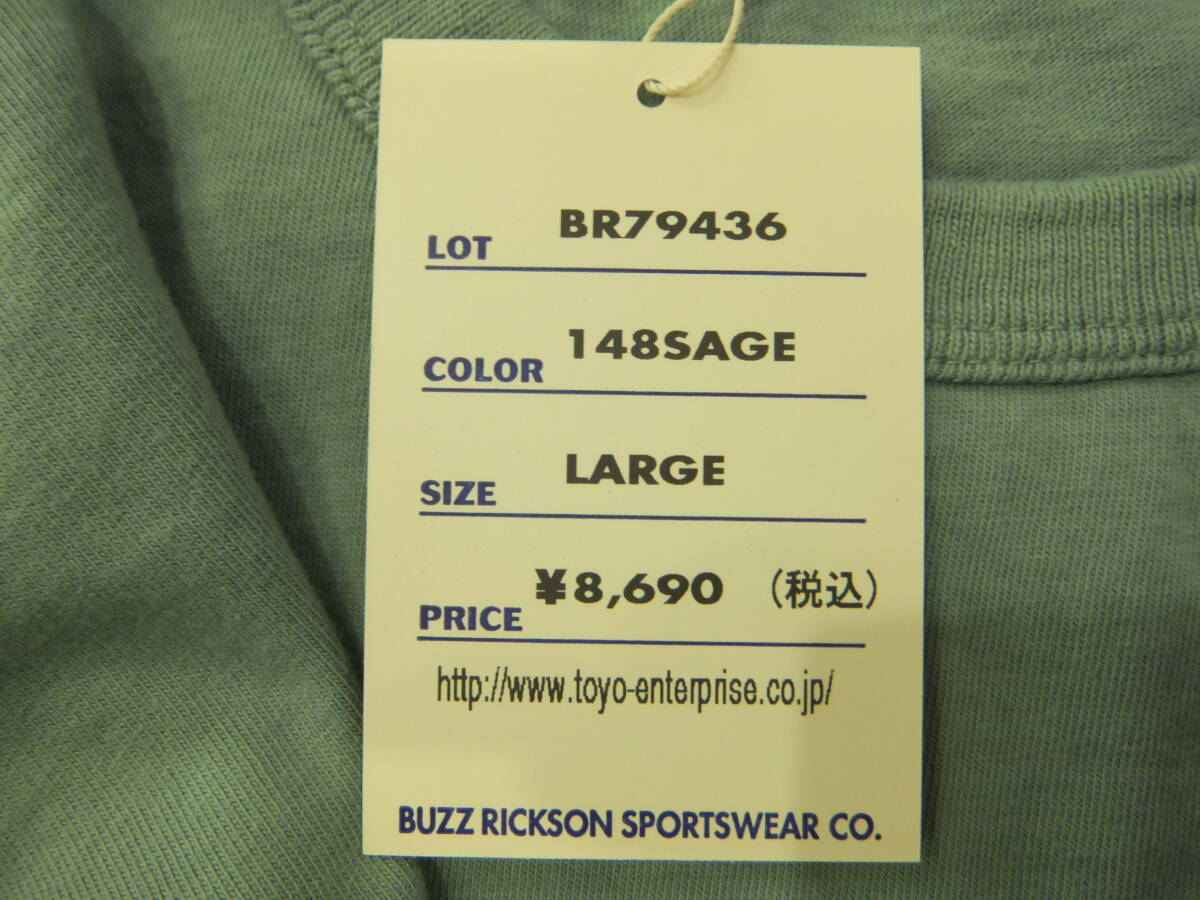 LOT BR79436
COLOR 148SAGE
SIZE LARGE
PRICE ¥8,690 (税込)
http://www.toyo-enterprise.co.jp/
BUZZ RICKSON SPORTSWEAR CO.